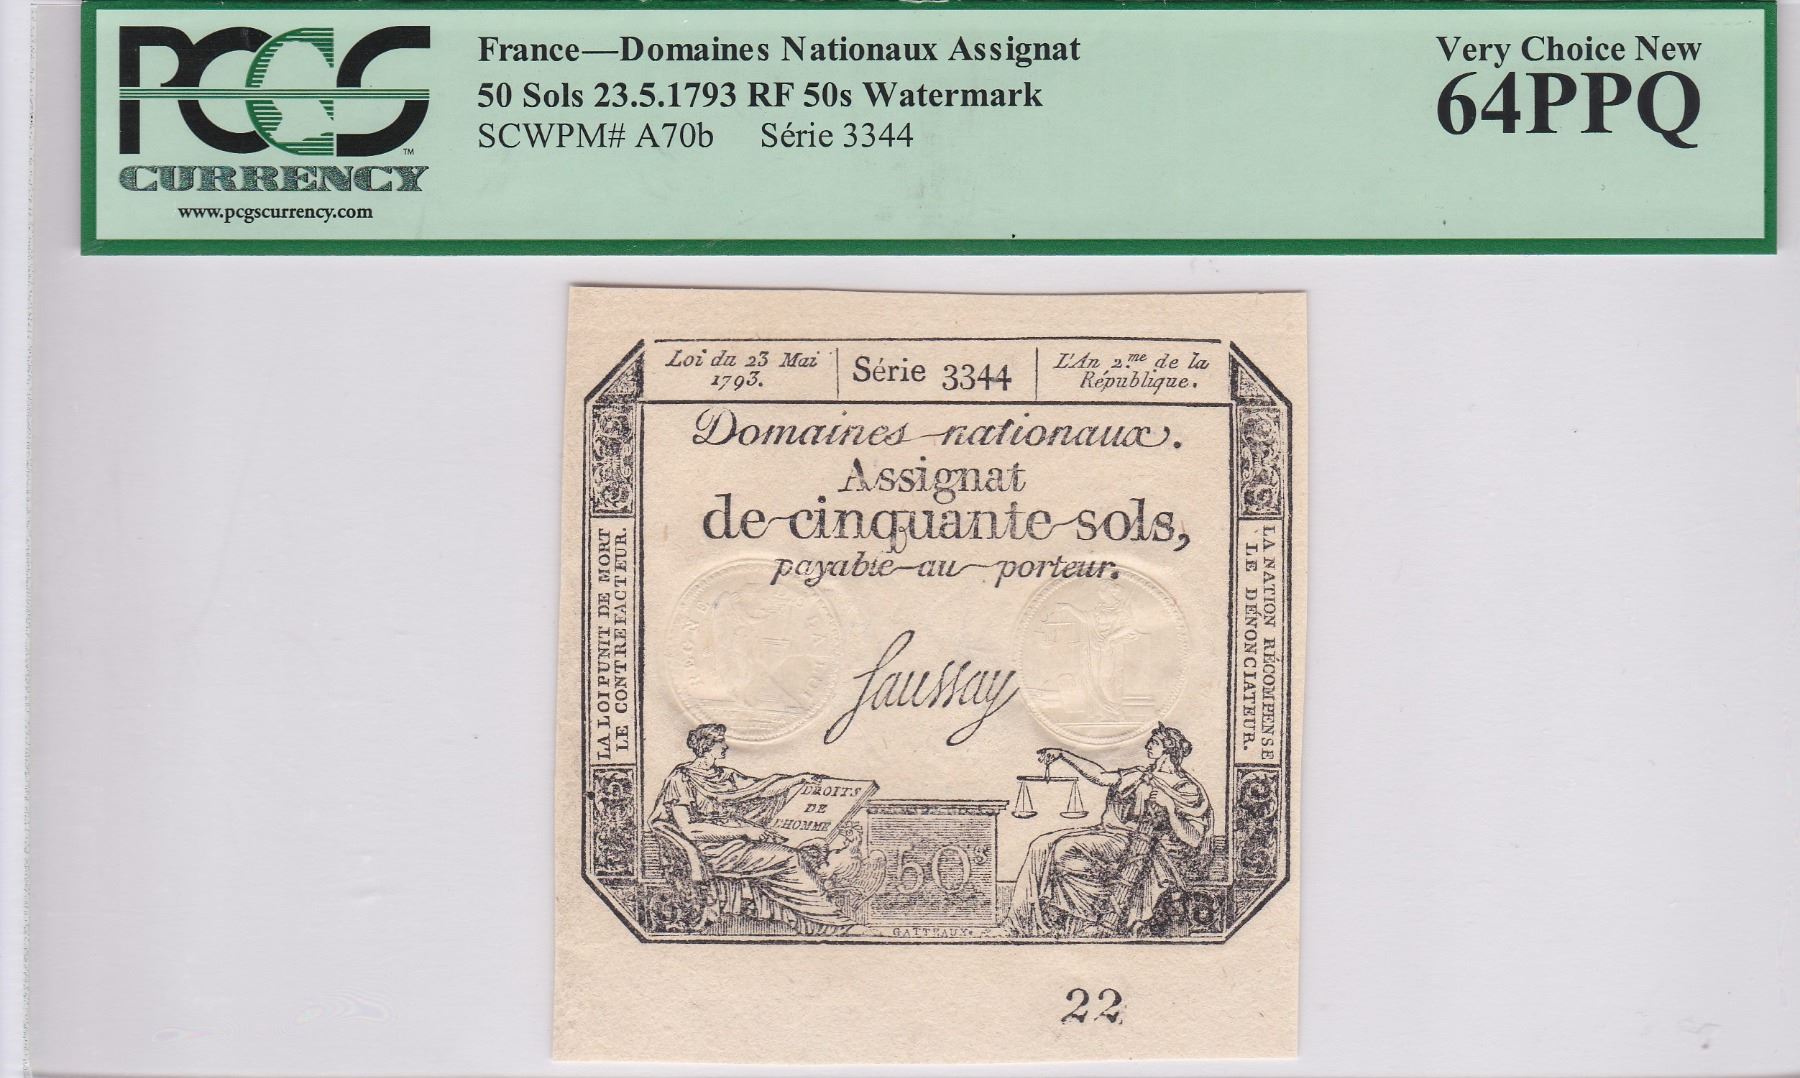 PCGS
CURRENCY
www.pcgscurrency.com
™
France—Domaines Nationaux Assignat
50 Sols 23.5.1793 RF 50s Watermark
SCWPM# A70b Série 3344
Very Choice New
64PPQ
Loi du 23 Mai
1793.
Série 3344
L'An 2.me de la
République.
Domaines nationaux.
Assignat
de cinquante sols,
payable au porteur.
LA LOI PUNIT DE MORT
LE CONTREFACTEUR.
LA NATION RÉCOMPENSE
LE DÉNONCIATEUR.
Saussay
DROITS
DE
L'HOMME
50s
GATTEAUX.
22